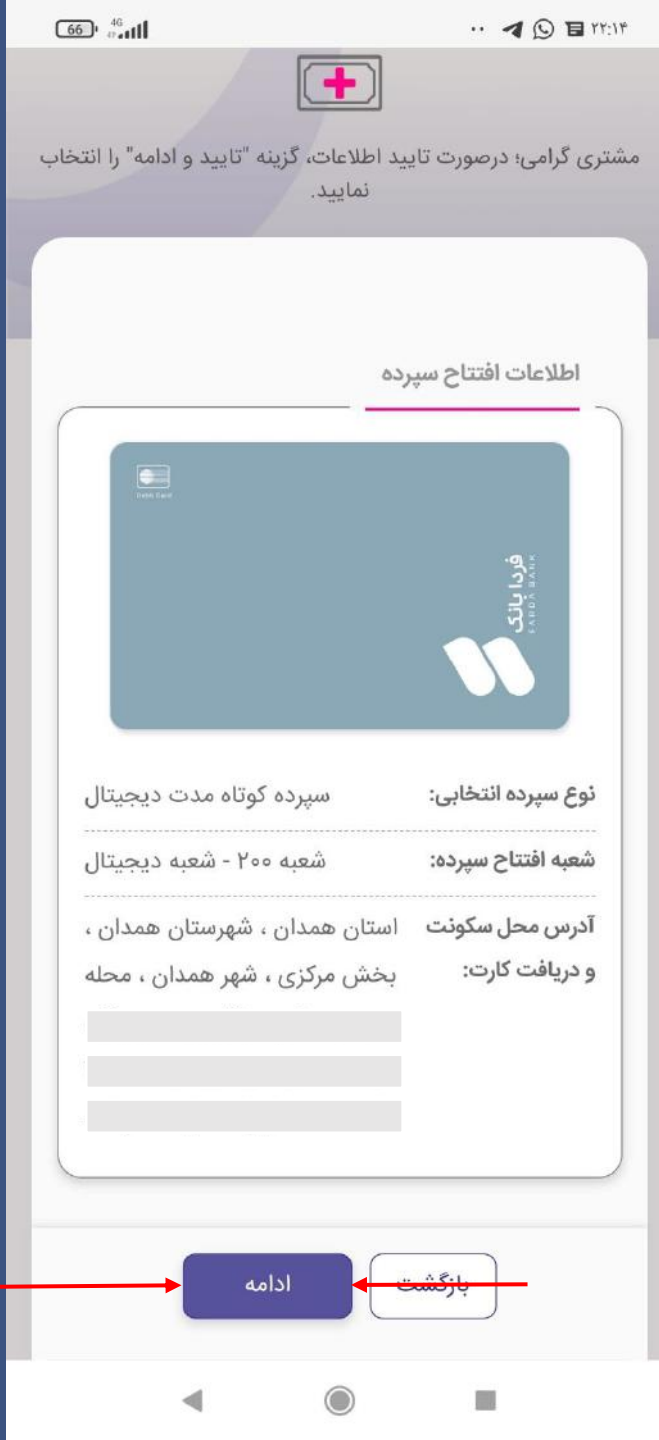 66 4G ۲۲:۱۴
مشتری گرامی؛ درصورت تایید اطلاعات، گزینه "تایید و ادامه" را انتخاب
نمایید.
اطلاعات افتتاح سپرده
Debit Card
فردا بانک
FARDA BANK
نوع سپرده انتخابی: سپرده کوتاه مدت دیجیتال
شعبه افتتاح سپرده: شعبه ۲۰۰ - شعبه دیجیتال
آدرس محل سکونت استان همدان ، شهرستان همدان ،
و دریافت کارت: بخش مرکزی ، شهر همدان ، محله
بازگشت ادامه